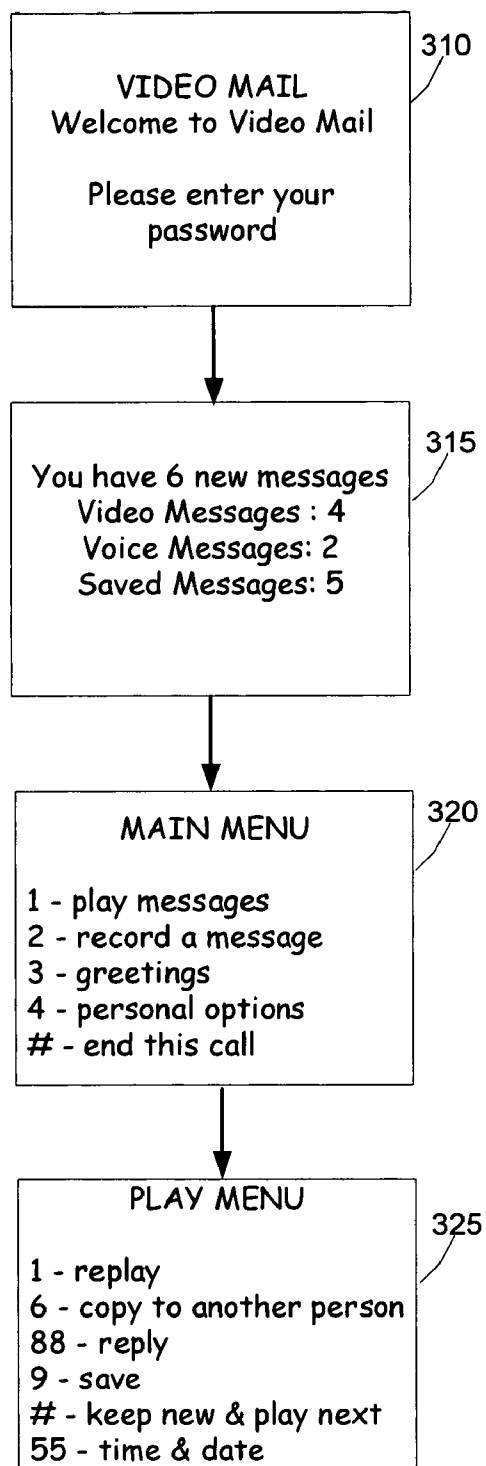 310
VIDEO MAIL
Welcome to Video Mail
Please enter your
password
315
You have 6 new messages
Video Messages : 4
Voice Messages: 2
Saved Messages: 5
320
MAIN MENU
1 - play messages
2 - record a message
3 - greetings
4 - personal options
# - end this call
325
PLAY MENU
1 - replay
6 - copy to another person
88 - reply
9 - save
# - keep new & play next
55 - time & date